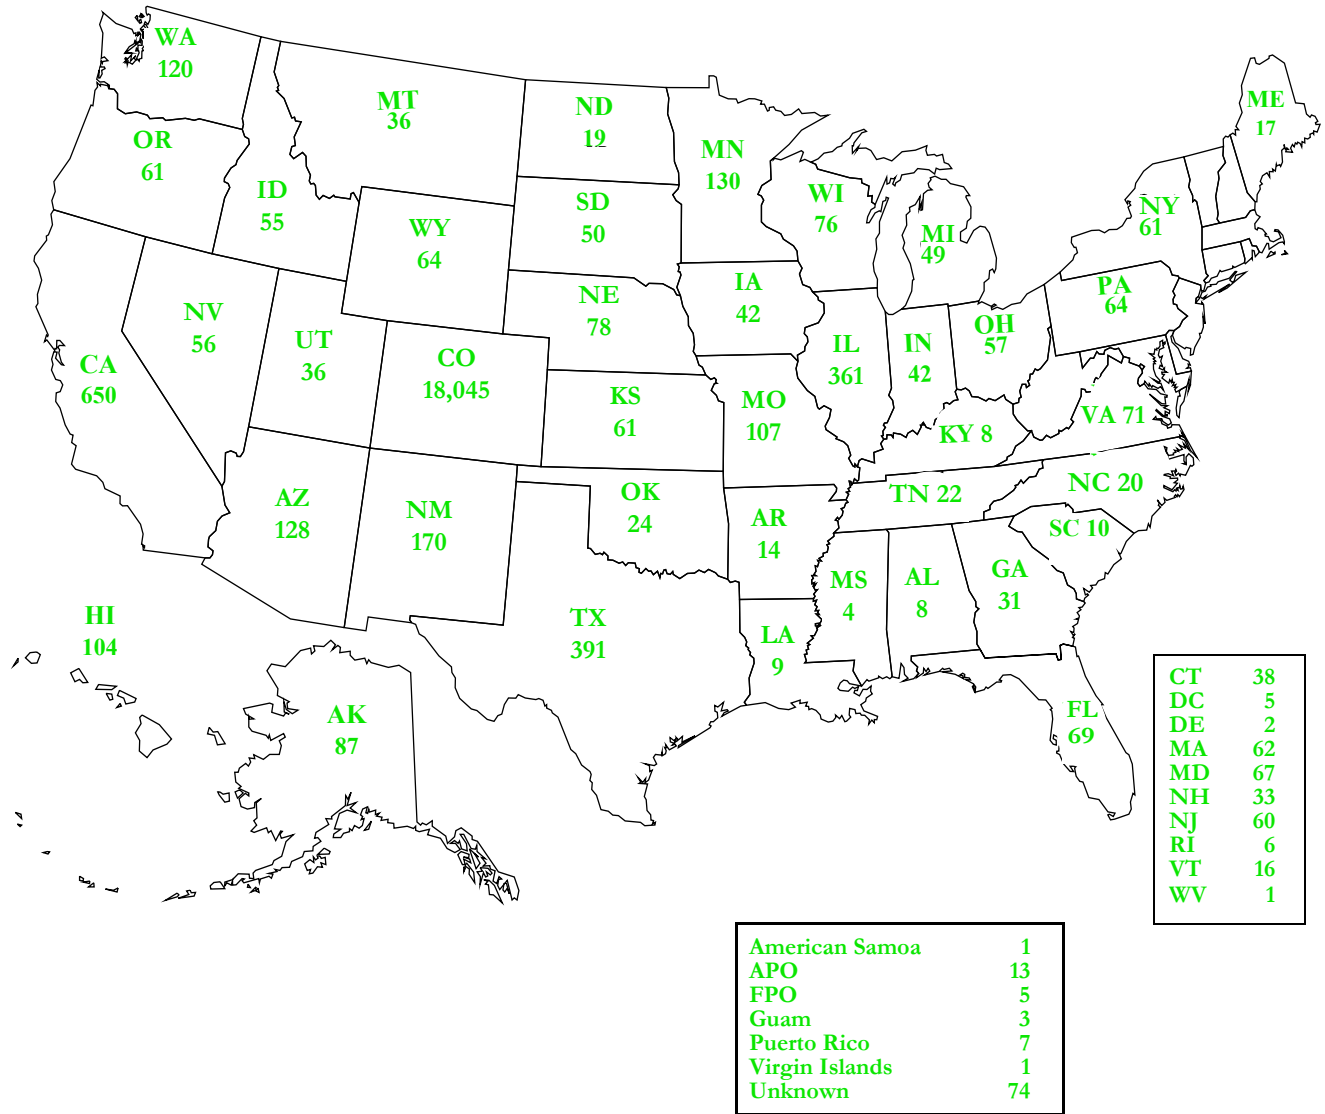 WA
120
MT
36
ND
19
ME
17
OR
61
MN
130
ID
55
WI
76
SD
50
NY
61
WY
64
MI
49
IA
42
NE
78
PA
64
NV
56
UT
36
CO
18,045
OH
57
IL
361
IN
42
CA
650
KS
61
MO
107
VA 71
KY 8
NC 20
TN 22
AZ
128
NM
170
OK
24
AR
14
SC 10
MS
4
AL
8
GA
31
HI
104
TX
391
LA
9
AK
87
FL
69
CT 38
DC 5
DE 2
MA 62
MD 67
NH 33
NJ 60
RI 6
VT 16
WV 1
American Samoa 1
APO 13
FPO 5
Guam 3
Puerto Rico 7
Virgin Islands 1
Unknown 74